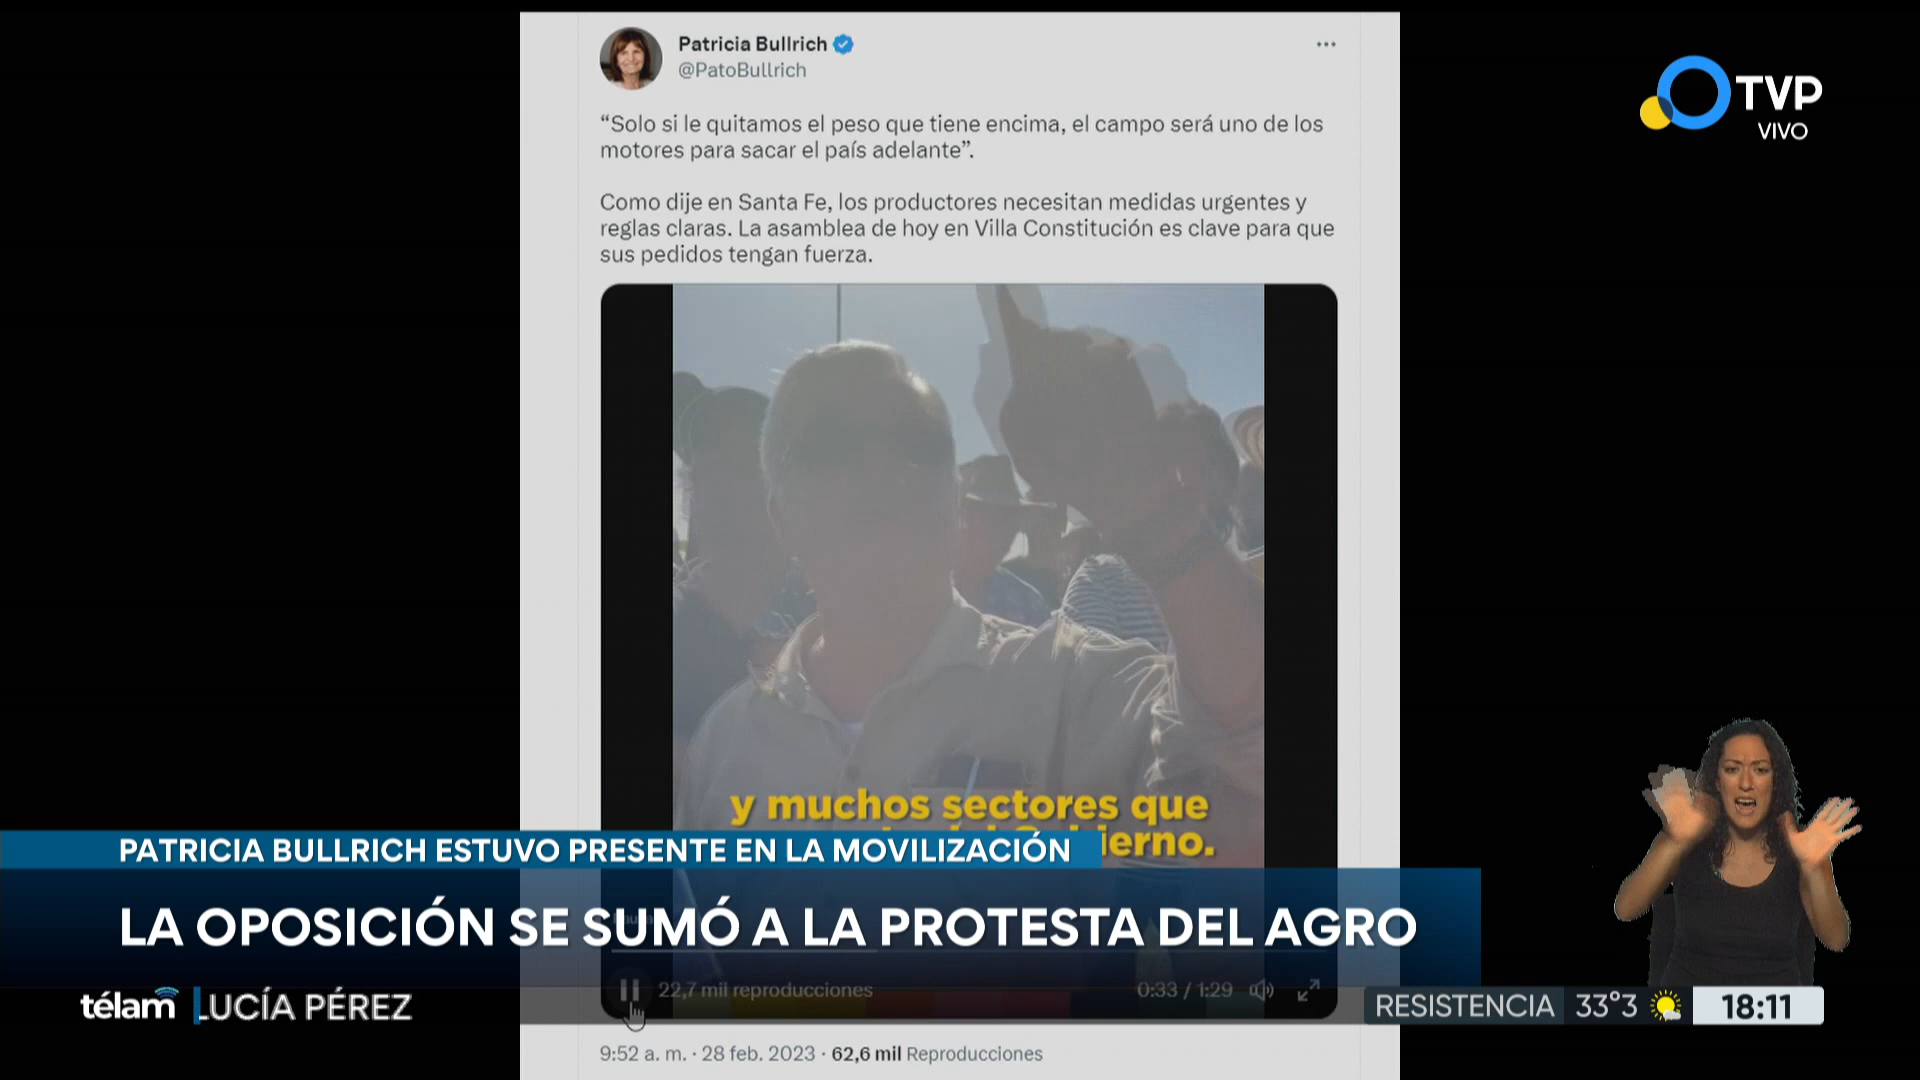 Patricia Bullrich
@PatoBullrich
“Solo si le quitamos el peso que tiene encima, el campo será uno de los
motores para sacar el país adelante”.
Como dije en Santa Fe, los productores necesitan medidas urgentes y
reglas claras. La asamblea de hoy en Villa Constitución es clave para que
sus pedidos tengan fuerza.
TVP
VIVO
y muchos sectores que
ierno.
PATRICIA BULLRICH ESTUVO PRESENTE EN LA MOVILIZACIÓN
LA OPOSICIÓN SE SUMÓ A LA PROTESTA DEL AGRO
22,7 mil reproducciones
0:33 / 1:29
télam
LUCÍA PÉREZ
RESISTENCIA 33°3 18:11
9:52 a. m. · 28 feb. 2023 · 62,6 mil Reproducciones